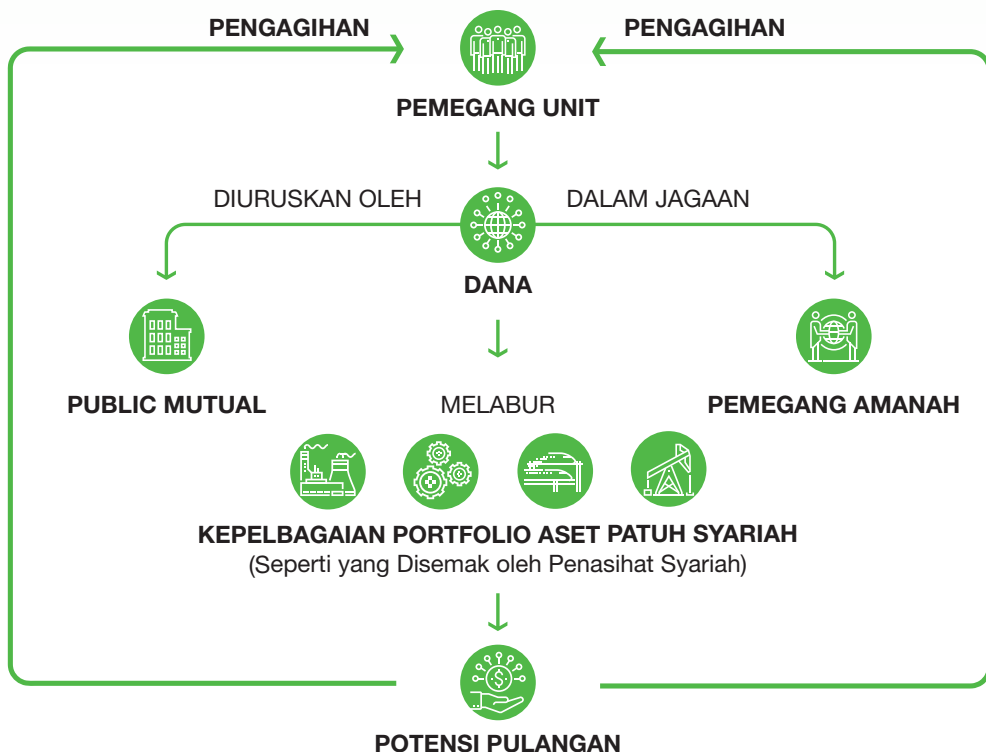 PENGAGIHAN
PENGAGIHAN
PEMEGANG UNIT
DIURUSKAN OLEH
DALAM JAGAAN
DANA
PUBLIC MUTUAL
MELABUR
PEMEGANG AMANAH
KEPELBAGAIAN PORTFOLIO ASET PATUH SYARIAH
(Seperti yang Disemak oleh Penasihat Syariah)
$
POTENSI PULANGAN